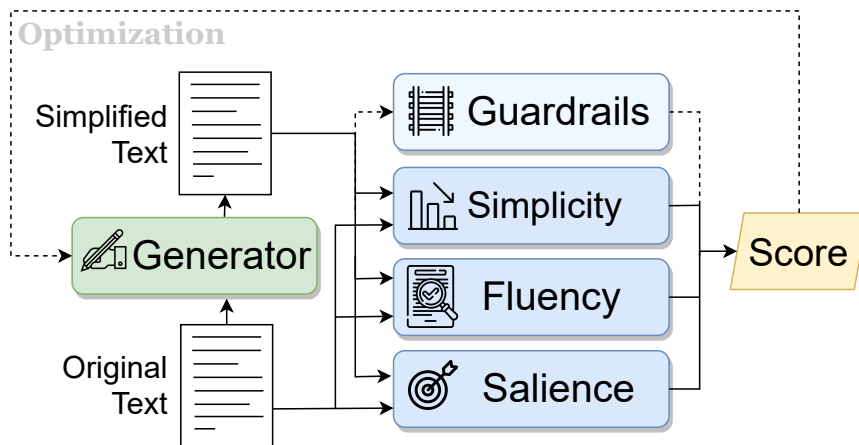 Optimization
Simplified
Text
Guardrails
Simplicity
Generator
Score
Fluency
Original
Text
Salience